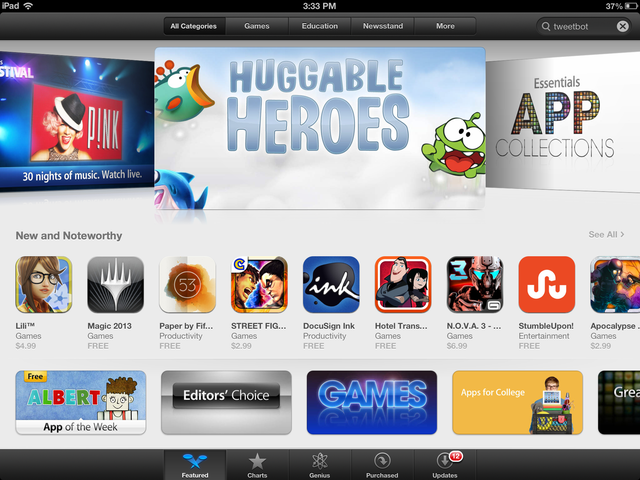 iPad
3:33 PM
37%
All Categories
Games
Education
Newsstand
More
tweetbot
STIVAL
P!NK
30 nights of music. Watch live.
HUGGABLE
HEROES
Essentials
APP
COLLECTIONS
New and Noteworthy
See All >
53
ink
3
Lili™
Games
$4.99
Magic 2013
Games
FREE
Paper by Fif...
Productivity
FREE
STREET FIG...
Games
$2.99
DocuSign Ink
Productivity
FREE
Hotel Trans...
Games
FREE
N.O.V.A. 3 - ...
Games
$6.99
StumbleUpon!
Entertainment
FREE
Apocalypse
Games
$2.99
Free
ALBERT
App of the Week
Editors' Choice
GAMES
Apps for College
Grea
Featured
Charts
Genius
Purchased
12
Updates